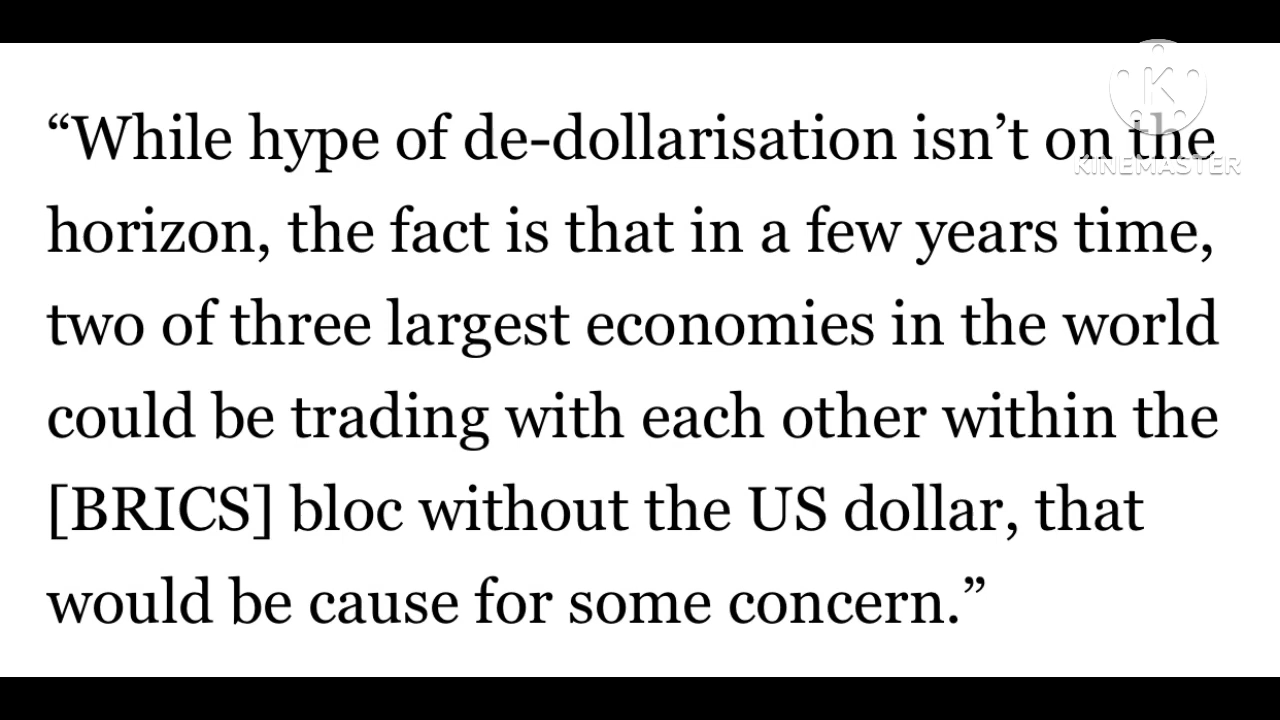 “While hype of de-dollarisation isn’t on the
KINEMASTER
horizon, the fact is that in a few years time,
two of three largest economies in the world
could be trading with each other within the
[BRICS] bloc without the US dollar, that
would be cause for some concern.”